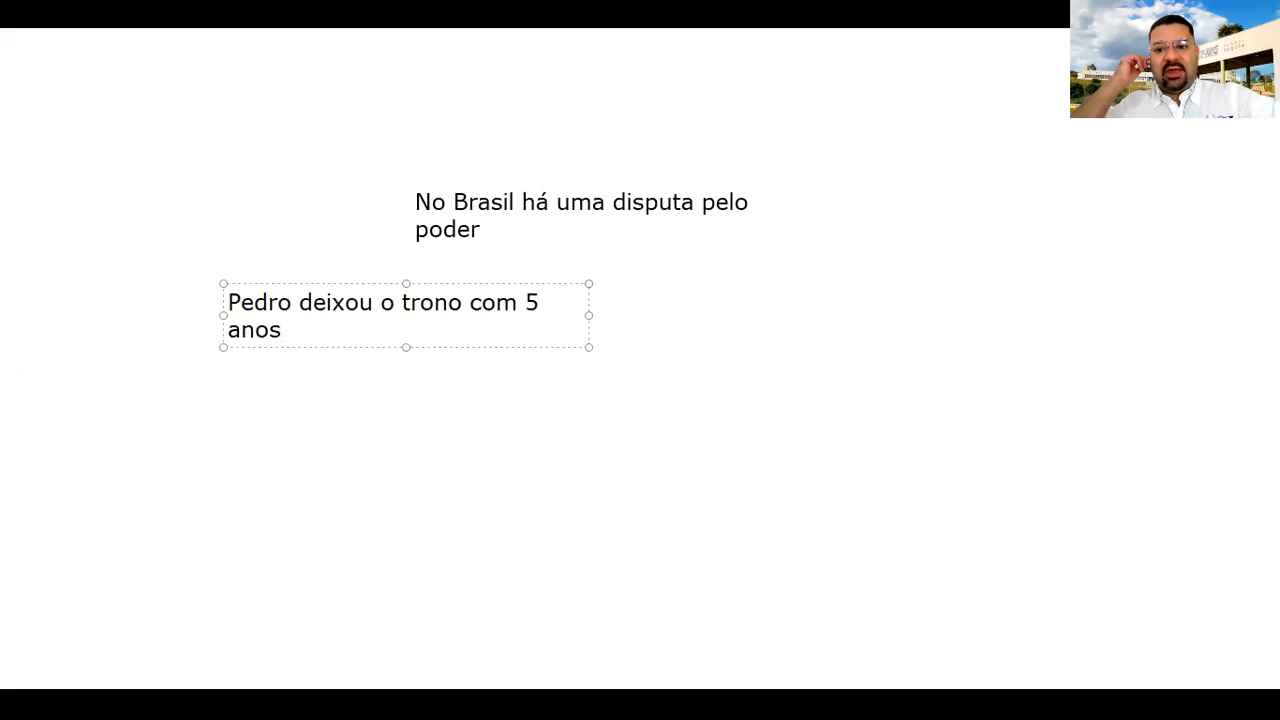 No Brasil há uma disputa pelo
poder
Pedro deixou o trono com 5
anos